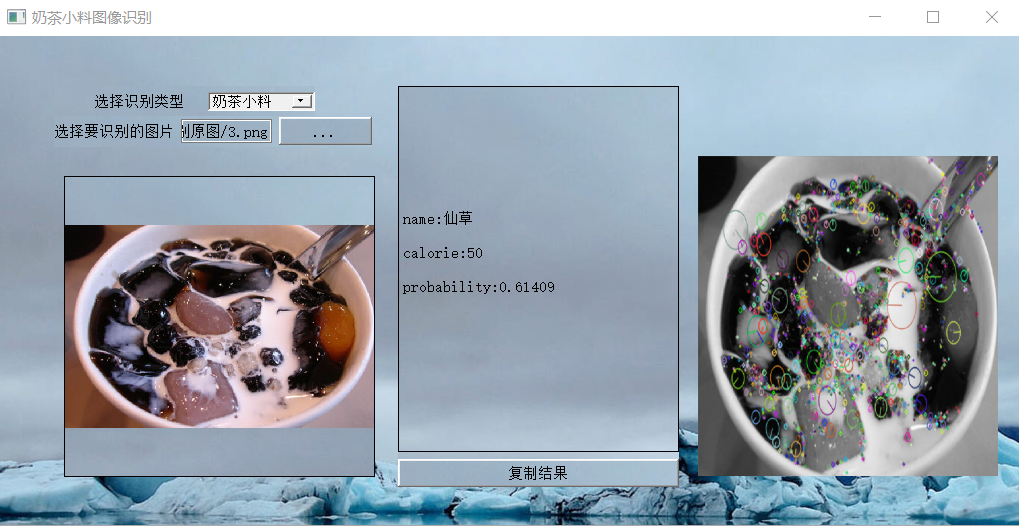 奶茶小料图像识别
选择识别类型 奶茶小料
选择要识别的图片 原图/3.png ...
name:仙草
calorie:50
probability:0.61409
复制结果